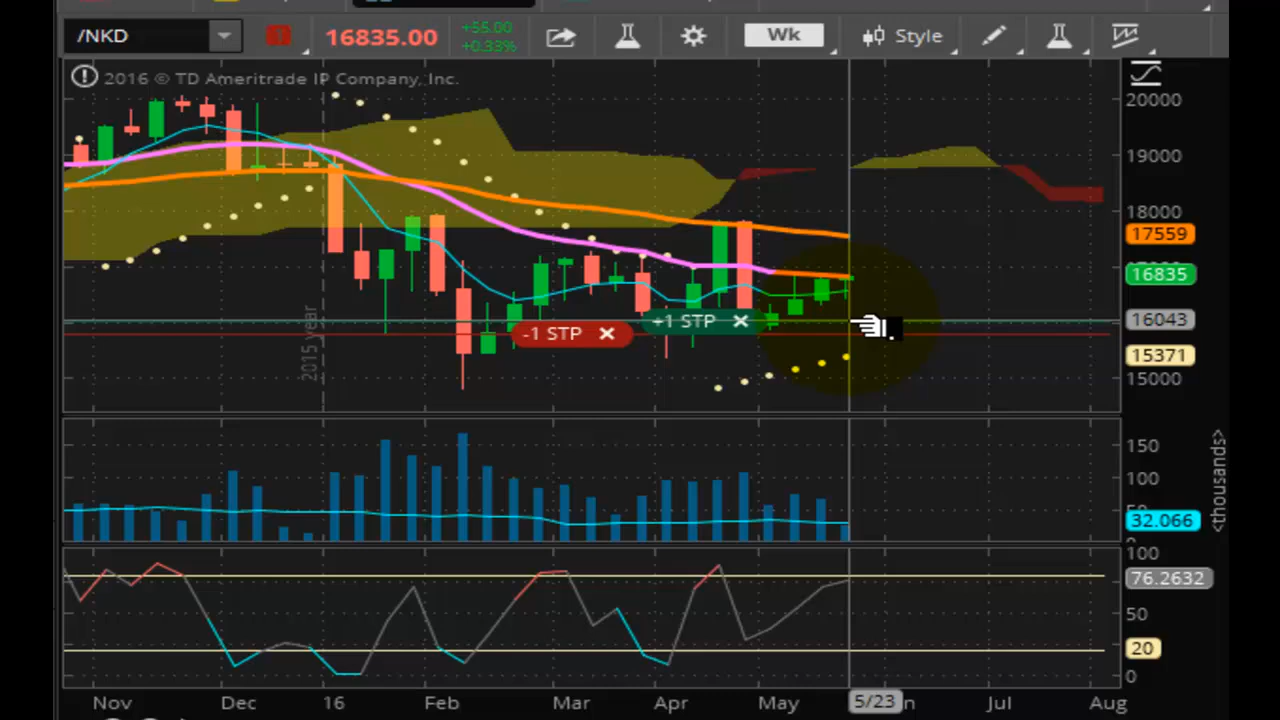 /NKD
16835.00
+55.00
+0.33%
Wk
Style
2016 © TD Ameritrade IP Company, Inc.
20000
19000
18000
17559
16835
16043
15371
15000
2015 year
-1 STP ×
+1 STP ×
150
100
32.066
<thousands>
0
100
76.2632
50
20
0
Nov
Dec
16
Feb
Mar
Apr
May
5/23
Jul
Aug